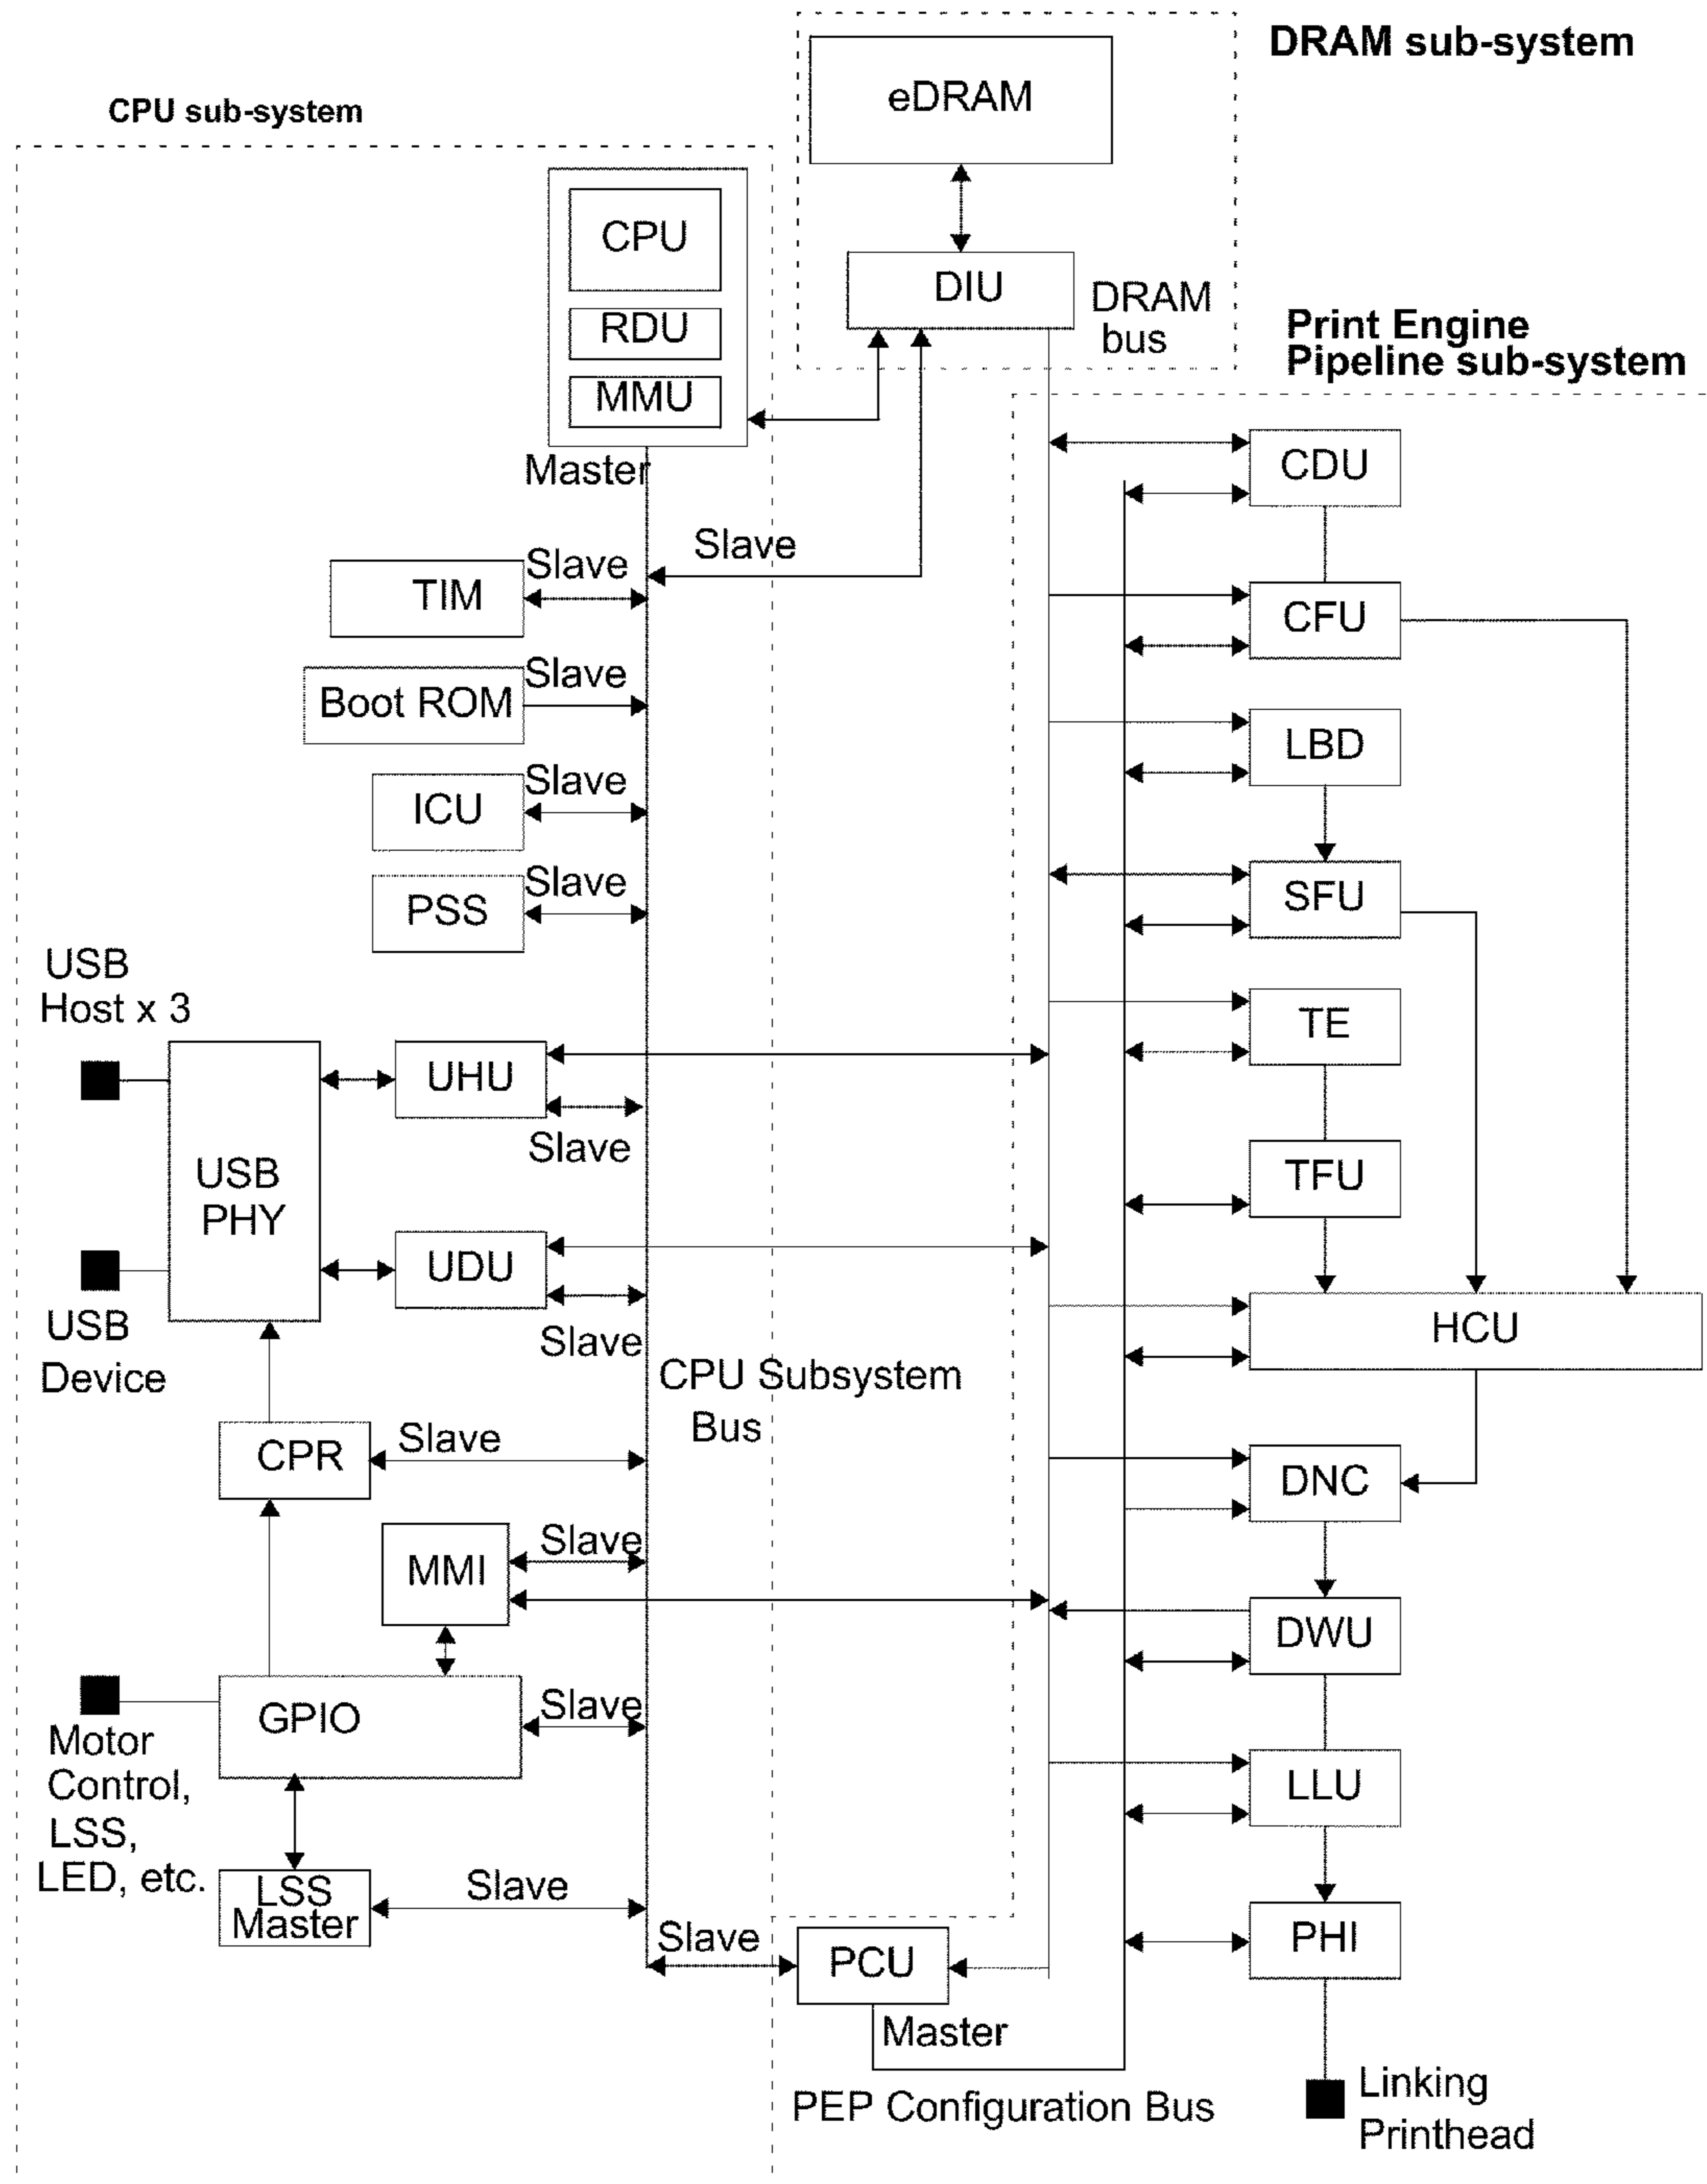 DRAM sub-system
eDRAM
CPU sub-system
CPU
RDU
MMU
Master
DIU
DRAM
bus
Print Engine
Pipeline sub-system
CDU
Slave
Slave
TIM
CFU
Slave
Boot ROM
LBD
Slave
ICU
Slave
PSS
SFU
USB
Host x 3
TE
UHU
Slave
USB
PHY
TFU
UDU
USB
Device
Slave
HCU
CPU Subsystem
Bus
CPR
Slave
DNC
MMI
Slave
DWU
GPIO
Slave
Motor
Control,
LSS,
LED, etc.
LLU
LSS
Master
Slave
Slave
PCU
PHI
Master
PEP Configuration Bus
Linking
Printhead